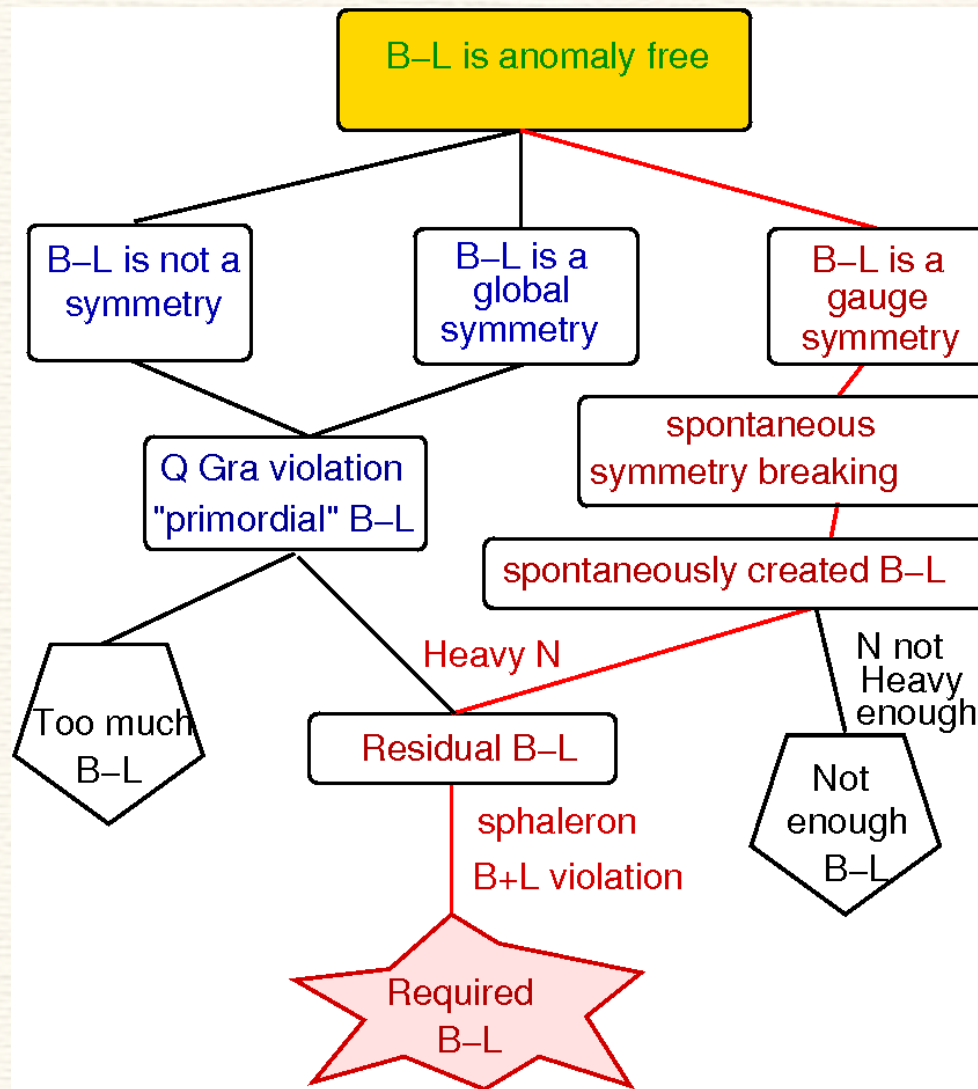 B–L is anomaly free
B–L is not a
symmetry
B–L is a
global
symmetry
B–L is a
gauge
symmetry
spontaneous
symmetry breaking
Q Gra violation
"primordial" B–L
spontaneously created B–L
Heavy N
N not
Heavy
enough
Too much
B–L
Residual B–L
Not
enough
B–L
sphaleron
B+L violation
Required
B–L